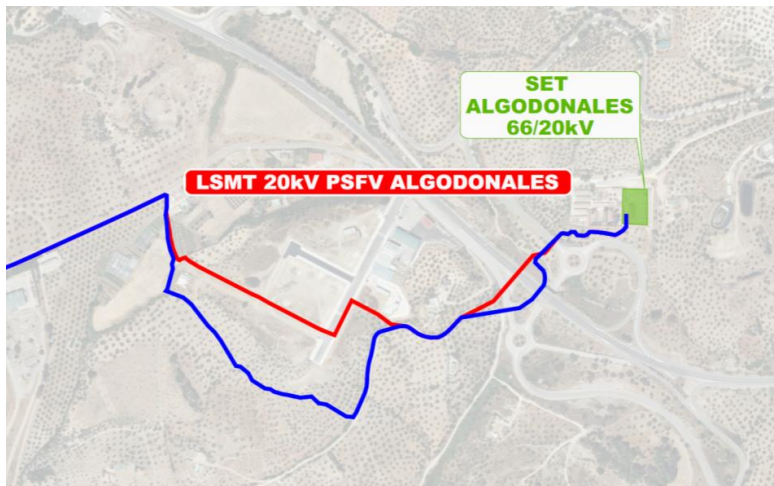 SET
ALGODONALES
66/20kV
LSMT 20kV PSFV ALGODONALES